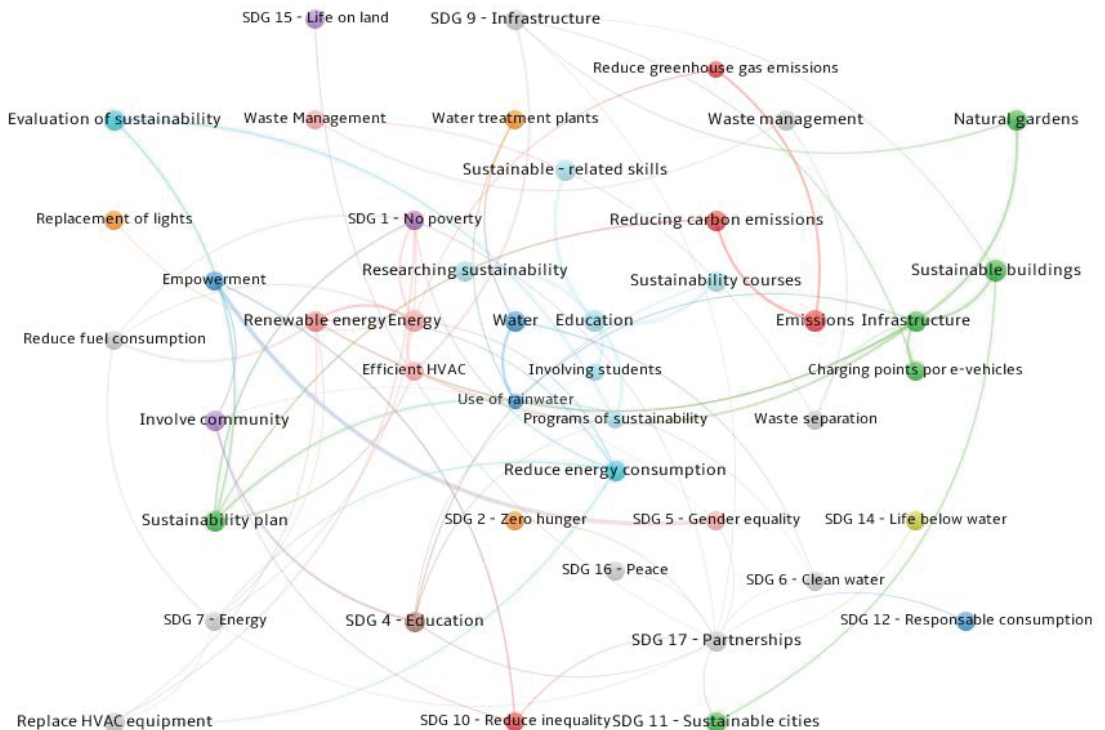 SDG 15 - Life on land
SDG 9 - Infrastructure
Reduce greenhouse gas emissions
Evaluation of sustainability
Waste Management
Water treatment plants
Waste management
Natural gardens
Sustainable - related skills
Replacement of lights
SDG 1 - No poverty
Reducing carbon emissions
Empowerment
Researching sustainability
Sustainability courses
Sustainable buildings
Reduce fuel consumption
Renewable energy
Energy
Water
Education
Emissions
Infrastructure
Efficient HVAC
Involving students
Charging points por e-vehicles
Use of rainwater
Involve community
Programs of sustainability
Waste separation
Reduce energy consumption
Sustainability plan
SDG 2 - Zero hunger
SDG 5 - Gender equality
SDG 14 - Life below water
SDG 16 - Peace
SDG 6 - Clean water
SDG 7 - Energy
SDG 4 - Education
SDG 17 - Partnerships
SDG 12 - Responsable consumption
Replace HVAC equipment
SDG 10 - Reduce inequality
SDG 11 - Sustainable cities